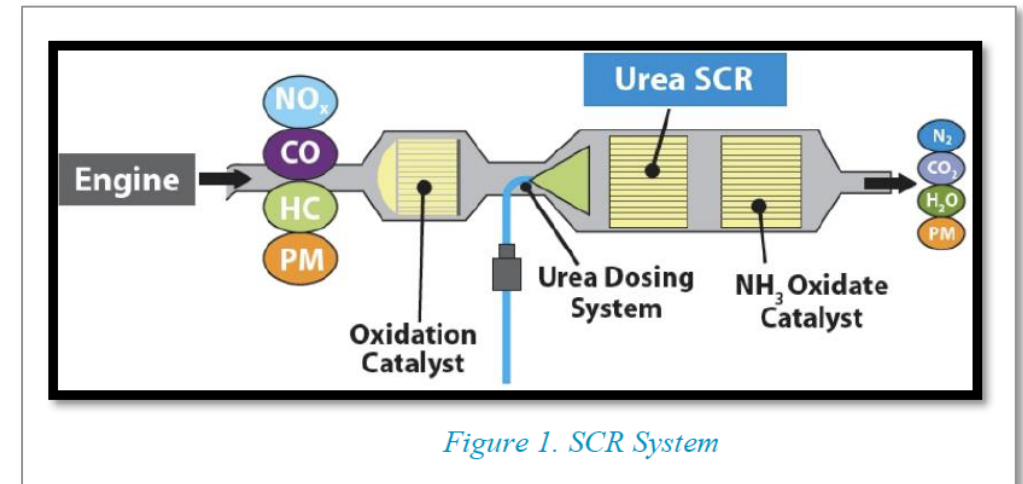 Urea SCR
NOₓ
CO
HC
PM
Engine
N₂
CO₂
H₂O
PM
Oxidation
Catalyst
Urea Dosing
System
NH₃ Oxidate
Catalyst
Figure 1. SCR System